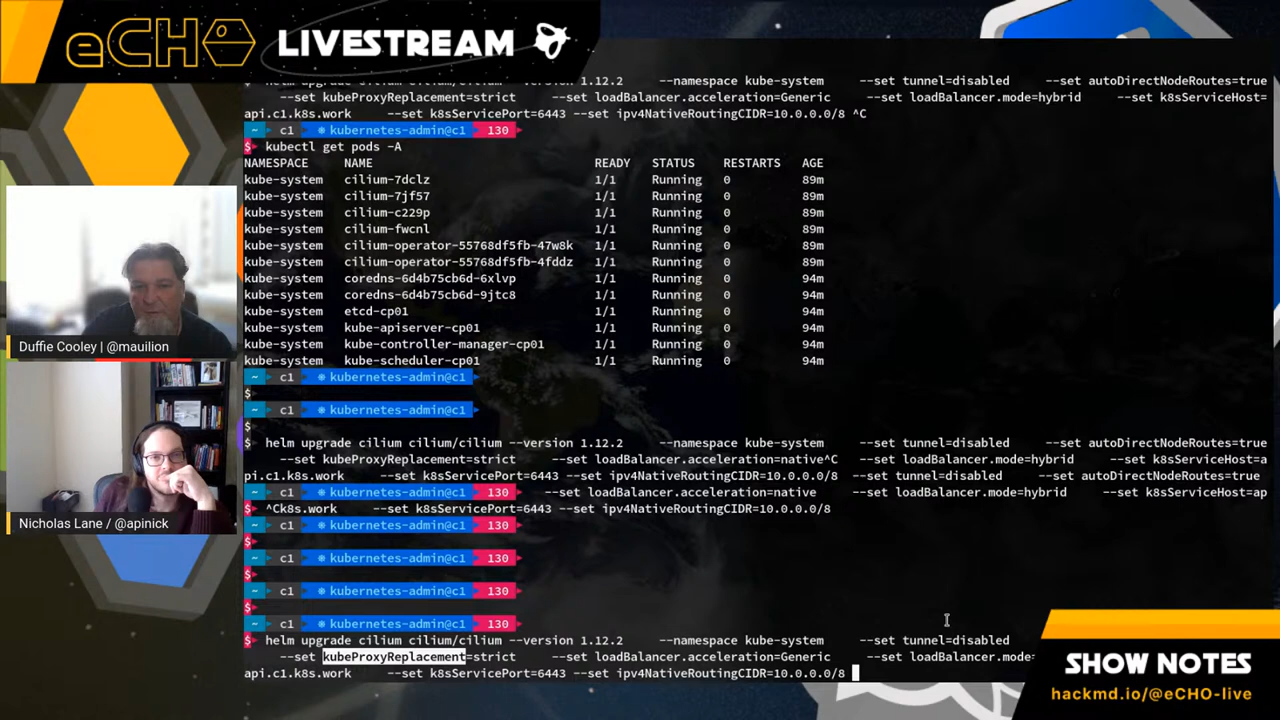 eCHO LIVESTREAM
$ helm upgrade cilium cilium/cilium --version 1.12.2 --namespace kube-system --set tunnel=disabled --set autoDirectNodeRoutes=true
--set kubeProxyReplacement=strict --set loadBalancer.acceleration=Generic --set loadBalancer.mode=hybrid --set k8sServiceHost=
api.c1.k8s.work --set k8sServicePort=6443 --set ipv4NativeRoutingCIDR=10.0.0.0/8 ^C
~ c1 kubernetes-admin@c1 130
$ kubectl get pods -A
NAMESPACE NAME READY STATUS RESTARTS AGE
kube-system cilium-7dclz 1/1 Running 0 89m
kube-system cilium-7jf57 1/1 Running 0 89m
kube-system cilium-c229p 1/1 Running 0 89m
kube-system cilium-fwcnl 1/1 Running 0 89m
kube-system cilium-operator-55768df5fb-47w8k 1/1 Running 0 89m
kube-system cilium-operator-55768df5fb-4fddz 1/1 Running 0 89m
kube-system coredns-6d4b75cb6d-6xlvp 1/1 Running 0 94m
kube-system coredns-6d4b75cb6d-9jtc8 1/1 Running 0 94m
kube-system etcd-cp01 1/1 Running 0 94m
kube-system kube-apiserver-cp01 1/1 Running 0 94m
kube-system kube-controller-manager-cp01 1/1 Running 0 94m
kube-system kube-scheduler-cp01 1/1 Running 0 94m
~ c1 kubernetes-admin@c1
$
~ c1 kubernetes-admin@c1
$
$ helm upgrade cilium cilium/cilium --version 1.12.2 --namespace kube-system --set tunnel=disabled --set autoDirectNodeRoutes=true
--set kubeProxyReplacement=strict --set loadBalancer.acceleration=native^C --set loadBalancer.mode=hybrid --set k8sServiceHost=a
pi.c1.k8s.work --set k8sServicePort=6443 --set ipv4NativeRoutingCIDR=10.0.0.0/8 --set tunnel=disabled --set autoDirectNodeRoutes=true
~ c1 kubernetes-admin@c1 130 --set loadBalancer.acceleration=native --set loadBalancer.mode=hybrid --set k8sServiceHost=ap
$ ^Ck8s.work --set k8sServicePort=6443 --set ipv4NativeRoutingCIDR=10.0.0.0/8
~ c1 kubernetes-admin@c1 130
$
~ c1 kubernetes-admin@c1 130
$
~ c1 kubernetes-admin@c1 130
$
~ c1 kubernetes-admin@c1 130
$ helm upgrade cilium cilium/cilium --version 1.12.2 --namespace kube-system --set tunnel=disabled
--set kubeProxyReplacement=strict --set loadBalancer.acceleration=Generic --set loadBalancer.mode=
api.c1.k8s.work --set k8sServicePort=6443 --set ipv4NativeRoutingCIDR=10.0.0.0/8
Duffie Cooley | @mauilion
Nicholas Lane / @apinick
SHOW NOTES
hackmd.io/@eCHO-live